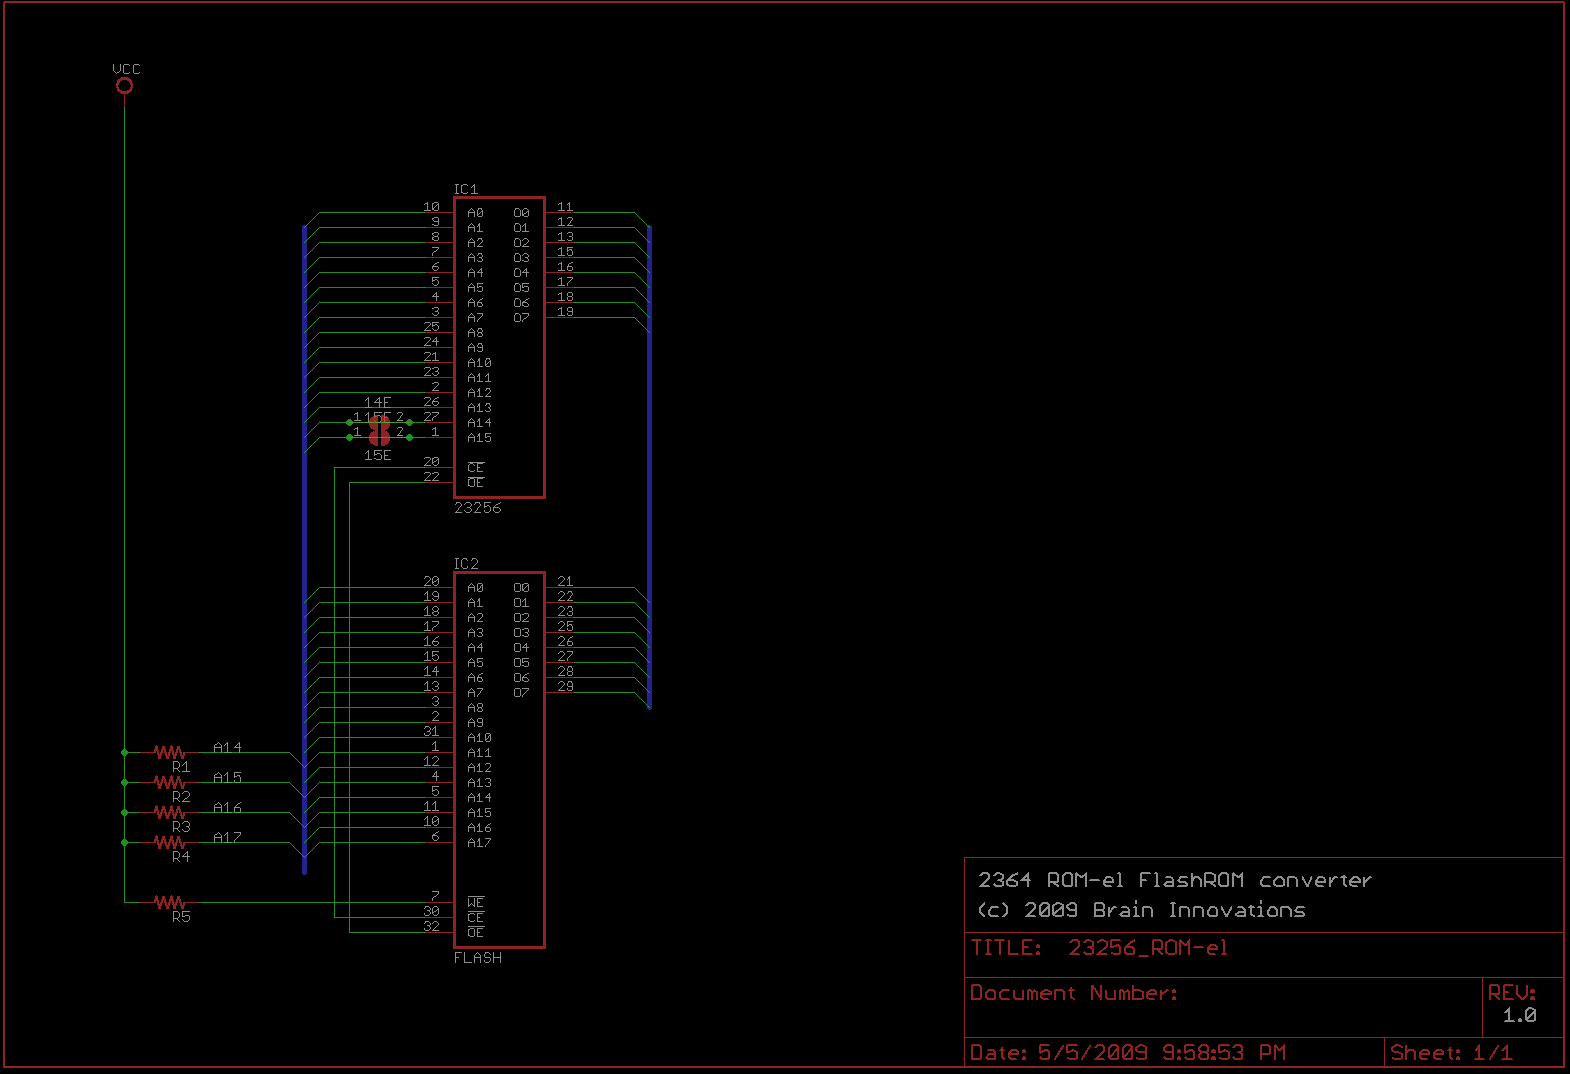 VCC
IC1
10 A0 O0 11
9 A1 O1 12
8 A2 O2 13
7 A3 O3 15
6 A4 O4 16
5 A5 O5 17
4 A6 O6 18
3 A7 O7 19
25 A8
24 A9
21 A10
23 A11
2 A12
14E 26 A13
1 2 27 A14
1 2 1 A15
15E
20 CE
22 OE
23256
IC2
20 A0 O0 21
19 A1 O1 22
18 A2 O2 23
17 A3 O3 25
16 A4 O4 26
15 A5 O5 27
14 A6 O6 28
13 A7 O7 29
3 A8
2 A9
31 A10
A14 1 A11
R1 12 A12
A15 4 A13
R2 5 A14
A16 11 A15
R3 10 A16
A17 6 A17
R4
7 WE
R5 30 CE
32 OE
FLASH
2364 ROM-el FlashROM converter
(c) 2009 Brain Innovations
TITLE: 23256_ROM-el
Document Number:
REV:
1.0
Date: 5/5/2009 9:58:53 PM
Sheet: 1/1